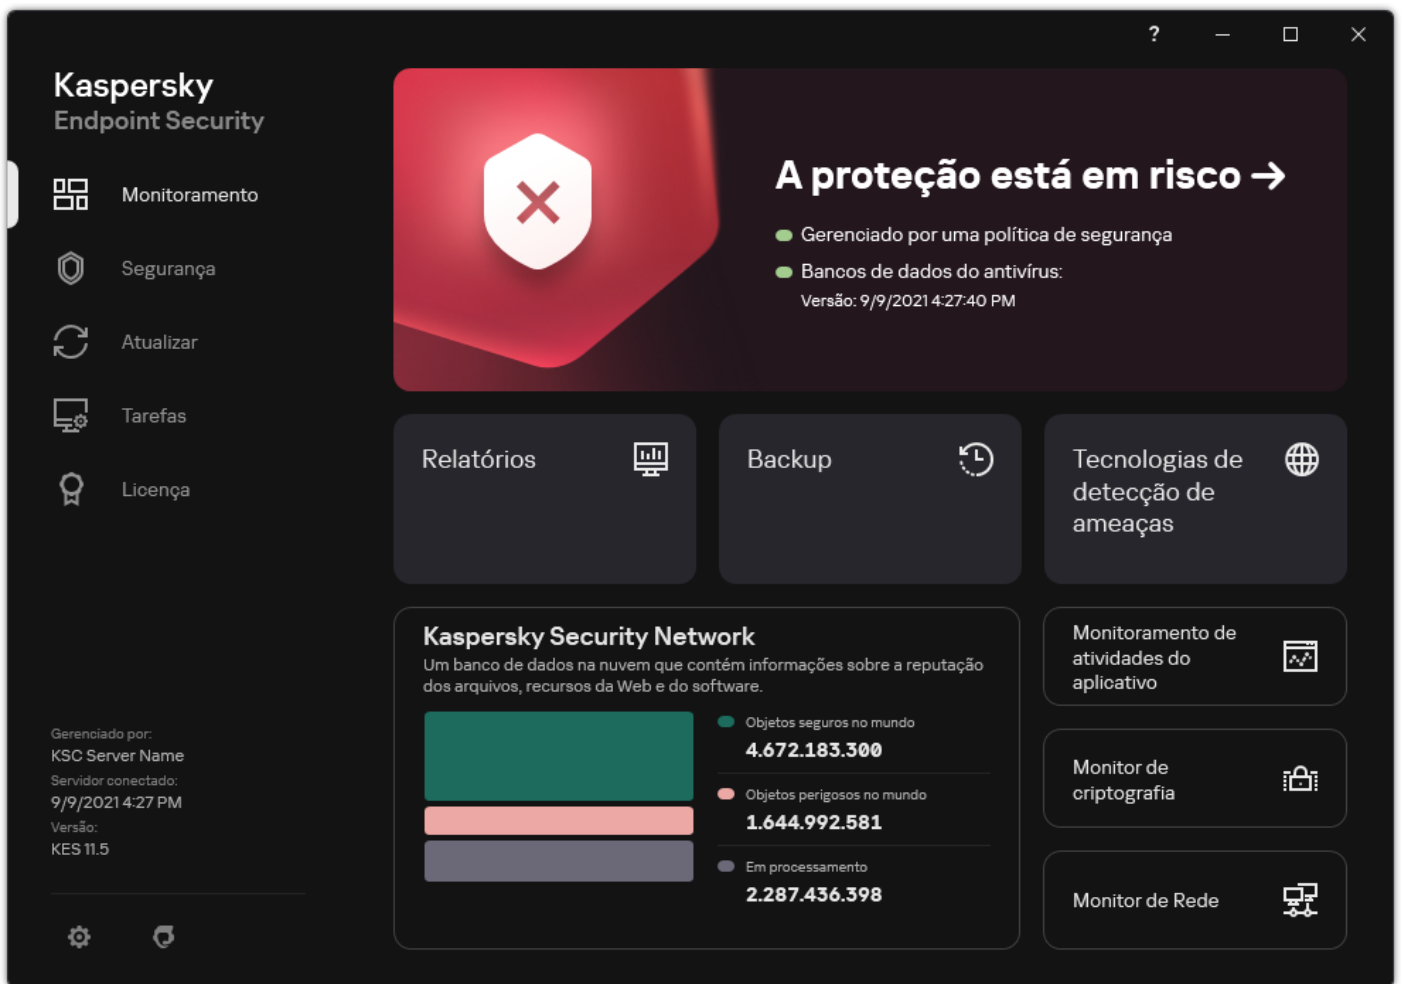 ?
Kaspersky
Endpoint Security
Monitoramento
Segurança
Atualizar
Tarefas
Licença
Gerenciado por:
KSC Server Name
Servidor conectado:
9/9/2021 4:27 PM
Versão:
KES 11.5
A proteção está em risco →
Gerenciado por uma política de segurança
Bancos de dados do antivírus:
Versão: 9/9/2021 4:27:40 PM
Relatórios
Backup
Tecnologias de
detecção de
ameaças
Kaspersky Security Network
Um banco de dados na nuvem que contém informações sobre a reputação
dos arquivos, recursos da Web e do software.
Objetos seguros no mundo
4.672.183.300
Objetos perigosos no mundo
1.644.992.581
Em processamento
2.287.436.398
Monitoramento de
atividades do
aplicativo
Monitor de
criptografia
Monitor de Rede